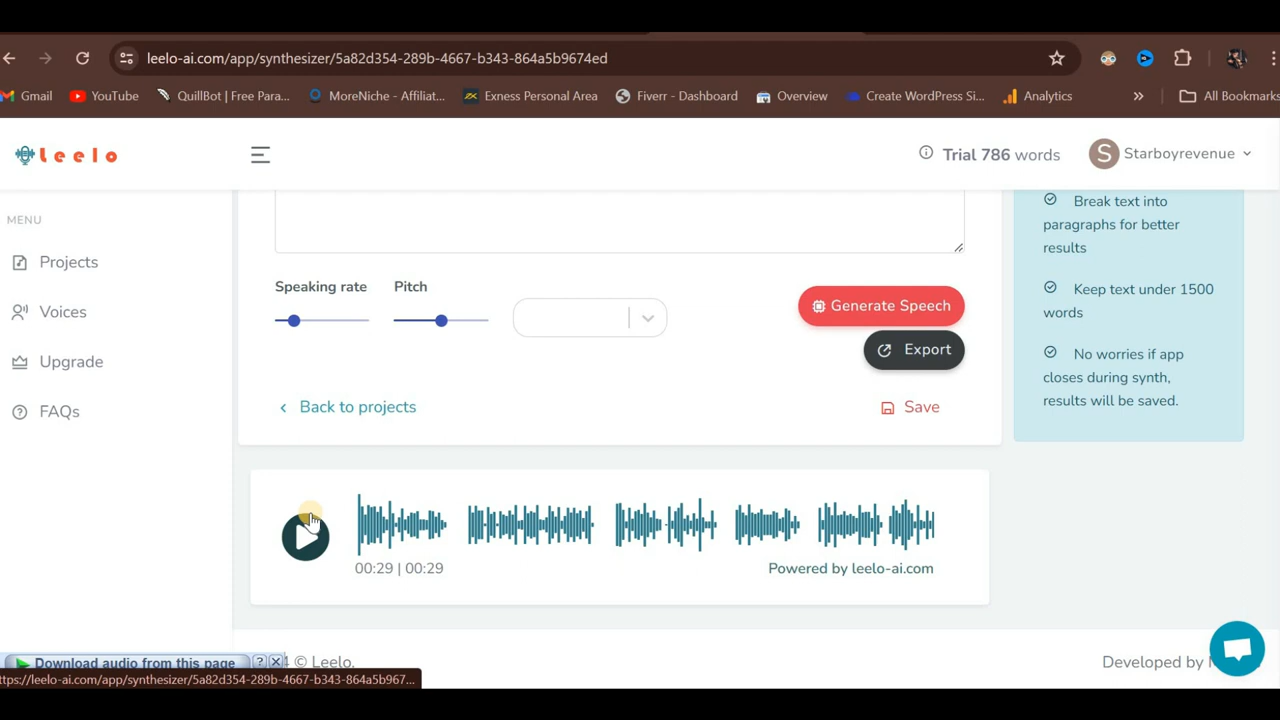 leelo-ai.com/app/synthesizer/5a82d354-289b-4667-b343-864a5b9674ed
Gmail
YouTube
QuillBot | Free Para...
MoreNiche - Affiliat...
Exness Personal Area
Fiverr - Dashboard
Overview
Create WordPress Si...
Analytics
»
All Bookmarks
leelo
Trial 786 words
S
Starboyrevenue
MENU
Projects
Voices
Upgrade
FAQs
Break text into
paragraphs for better
results
Keep text under 1500
words
No worries if app
closes during synth,
results will be saved.
Speaking rate
Pitch
Generate Speech
Export
Back to projects
Save
00:29 | 00:29
Powered by leelo-ai.com
Download audio from this page
?
4 © Leelo.
Developed by
ttps://leelo-ai.com/app/synthesizer/5a82d354-289b-4667-b343-864a5b967...